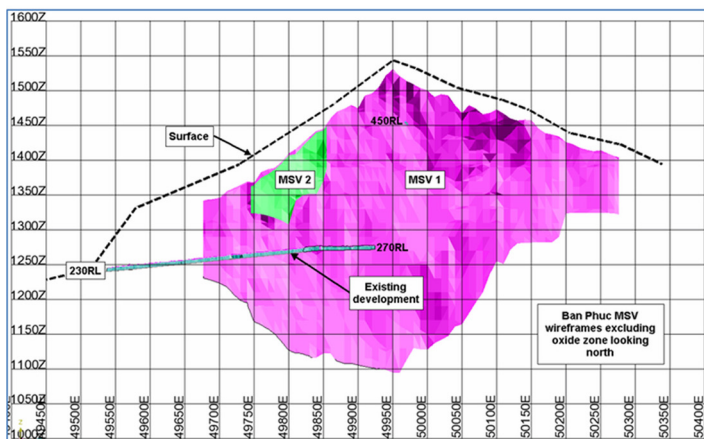 1600Z
1550Z
1500Z
1450Z
450RL
Surface
1400Z
MSV 2
MSV 1
1350Z
1300Z
270RL
1250Z
230RL
Existing
development
1200Z
Ban Phuc MSV
wireframes excluding
oxide zone looking
north
1150Z
1100Z
1050Z
1000Z
49450E
49500E
49550E
49600E
49650E
49700E
49750E
49800E
49850E
49900E
49950E
50000E
50050E
50100E
50150E
50200E
50250E
50300E
50350E
50400E